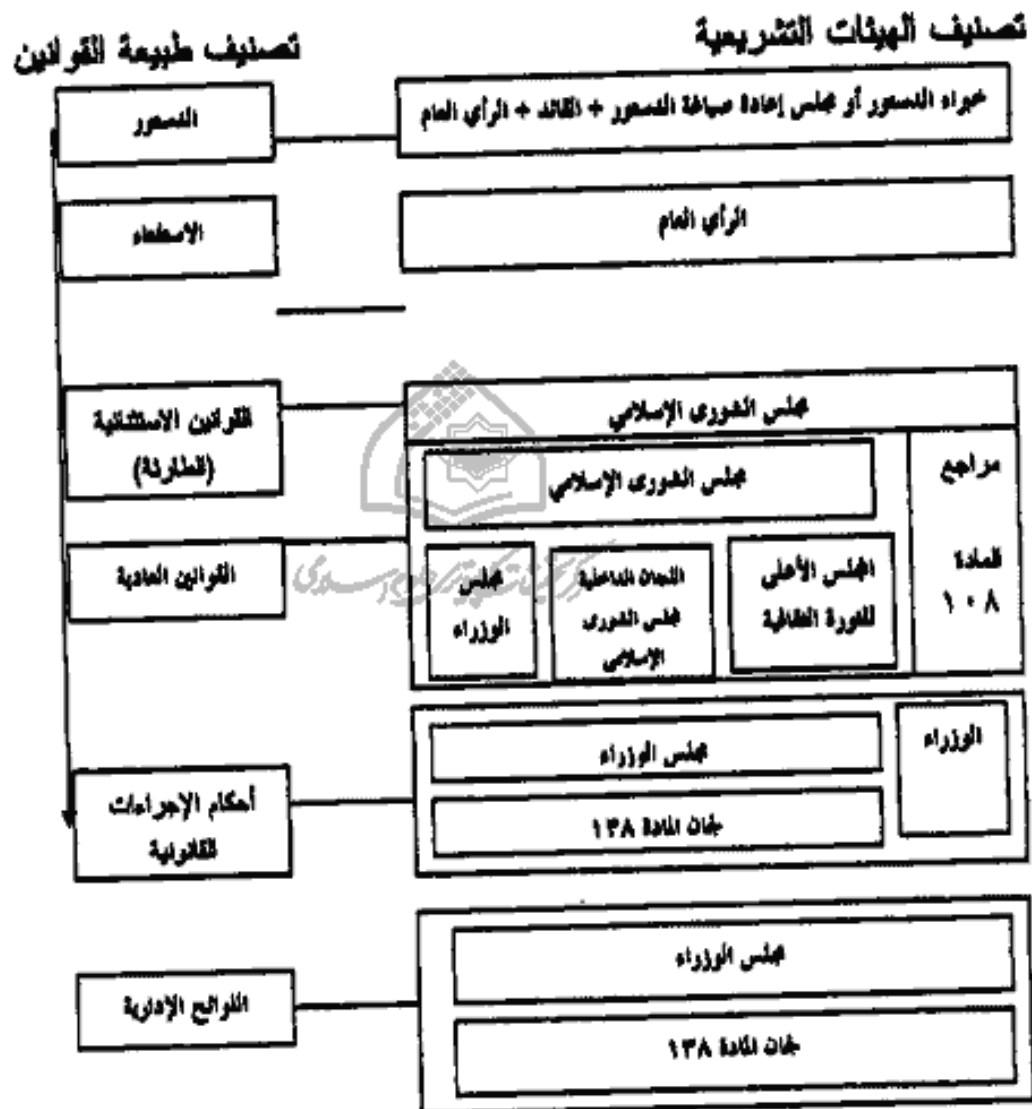 تصنيف الهيئات التشريعية
تصنيف طبيعة القوانين
خبراء الدستور أو مجلس إعادة صياغة الدستور + القائد + الرأي العام
الدستور
الرأي العام
الاستفتاء
مجلس الشورى الإسلامي
القوانين الاستثنائية
(الطارئة)
مراجع
المادة
١٠٨
مجلس الشورى الإسلامي
القوانين العادية
المجلس الأعلى
للثورة الثقافية
اللجان الداخلية
لمجلس الشورى
الإسلامي
مجلس
الوزراء
الوزراء
مجلس الوزراء
لجان المادة ١٣٨
أحكام الإجراءات
القانونية
مجلس الوزراء
لجان المادة ١٣٨
اللوائح الإدارية